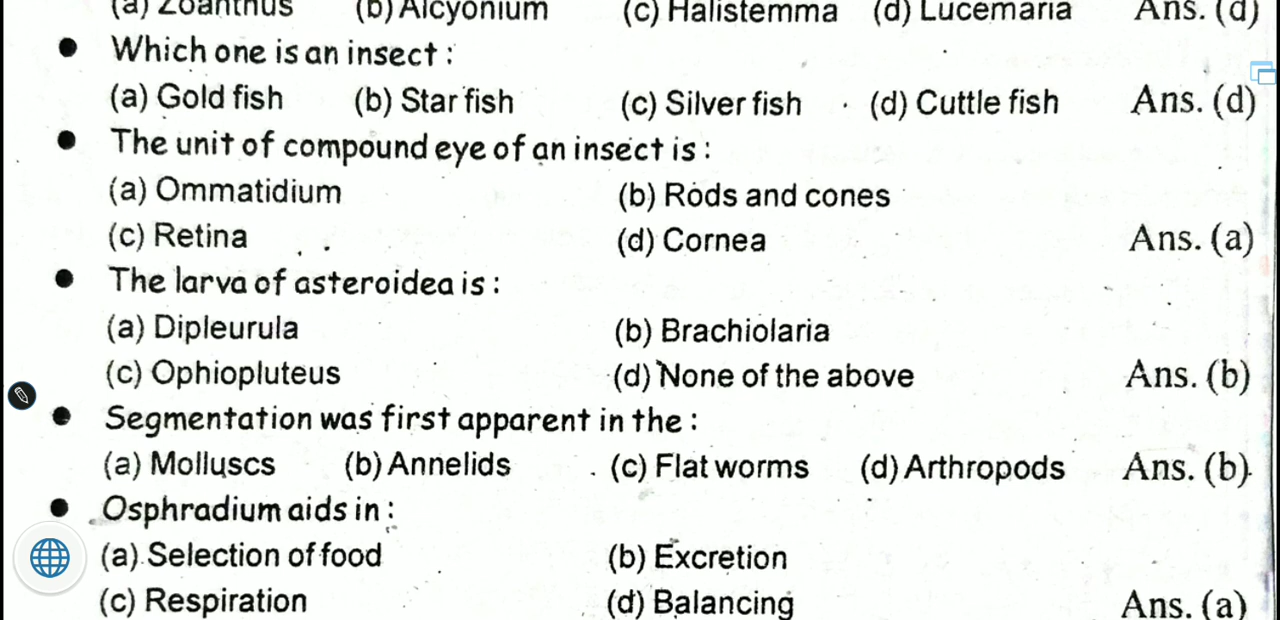 (a) Zoanthus (b) Alcyonium (c) Halistemma (d) Lucemaria Ans. (d)
● Which one is an insect :
(a) Gold fish (b) Star fish (c) Silver fish (d) Cuttle fish Ans. (d)
● The unit of compound eye of an insect is :
(a) Ommatidium (b) Rods and cones
(c) Retina (d) Cornea Ans. (a)
● The larva of asteroidea is :
(a) Dipleurula (b) Brachiolaria
(c) Ophiopluteus (d) None of the above Ans. (b)
● Segmentation was first apparent in the :
(a) Molluscs (b) Annelids (c) Flat worms (d) Arthropods Ans. (b)
● Osphradium aids in :
(a) Selection of food (b) Excretion
(c) Respiration (d) Balancing Ans. (a)